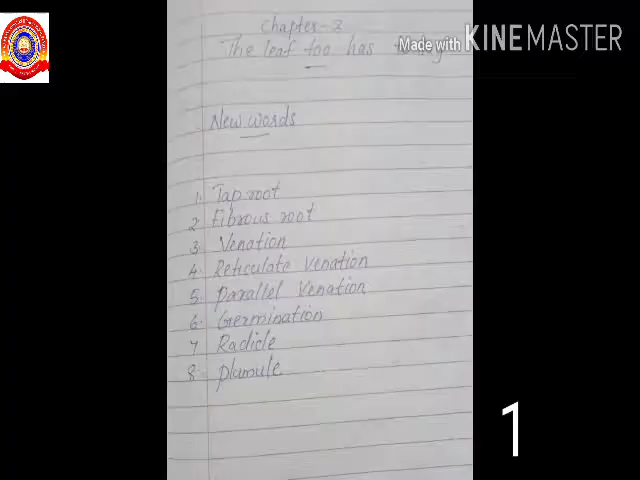 Chapter-3
The leaf too has
Made with KINEMASTER
New words
1. Tap root
2. Fibrous root
3. Venation
4. Reticulate Venation
5. Parallel Venation
6. Germination
7 Radicle
8. plumule
1